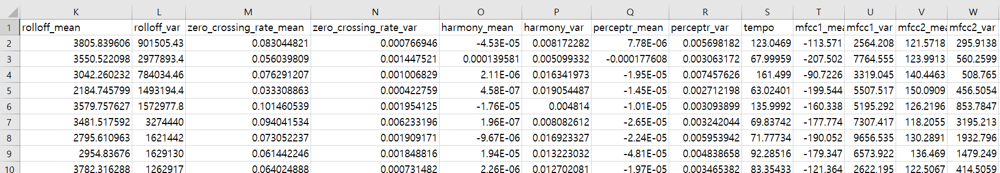 K L M N O P Q R S T U V W
1 rolloff_mean rolloff_var zero_crossing_rate_mean zero_crossing_rate_var harmony_mean harmony_var perceptr_mean perceptr_var tempo mfcc1_mea mfcc1_var mfcc2_mea mfcc2_var
2 3805.839606 901505.43 0.083044821 0.000766946 -4.53E-05 0.008172282 7.78E-06 0.005698182 123.0469 -113.571 2564.208 121.5718 295.9138
3 3550.522098 2977893.4 0.056039809 0.001447521 0.000139581 0.005099332 -0.000177608 0.003063172 67.99959 -207.502 7764.555 123.9913 560.2599
4 3042.260232 784034.46 0.076291207 0.001006829 2.11E-06 0.016341973 -1.95E-05 0.007457626 161.499 -90.7226 3319.045 140.4463 508.765
5 2184.745799 1493194.4 0.033308863 0.000422759 4.58E-07 0.019054487 -1.45E-05 0.002712198 63.02401 -199.544 5507.517 150.0909 456.5054
6 3579.757627 1572977.8 0.101460539 0.001954125 -1.76E-05 0.004814 -1.01E-05 0.003093899 135.9992 -160.338 5195.292 126.2196 853.7847
7 3481.517592 3274440 0.094041534 0.006233196 1.96E-07 0.008082612 -2.65E-05 0.003242044 69.83742 -177.774 7307.417 118.2055 3195.213
8 2795.610963 1621442 0.073052237 0.001909171 -9.67E-06 0.016923327 -2.24E-05 0.005953942 71.77734 -190.052 9656.535 130.2891 1932.796
9 2954.83676 1629130 0.061442246 0.001848816 1.94E-05 0.013223032 -4.81E-05 0.004838658 92.28516 -179.347 6573.922 136.469 1479.249
10 3782.316288 1262917 0.064024888 0.000731482 2.26E-06 0.012702081 -1.97E-05 0.003465382 83.35433 -121.364 2622.195 122.5067 414.5059